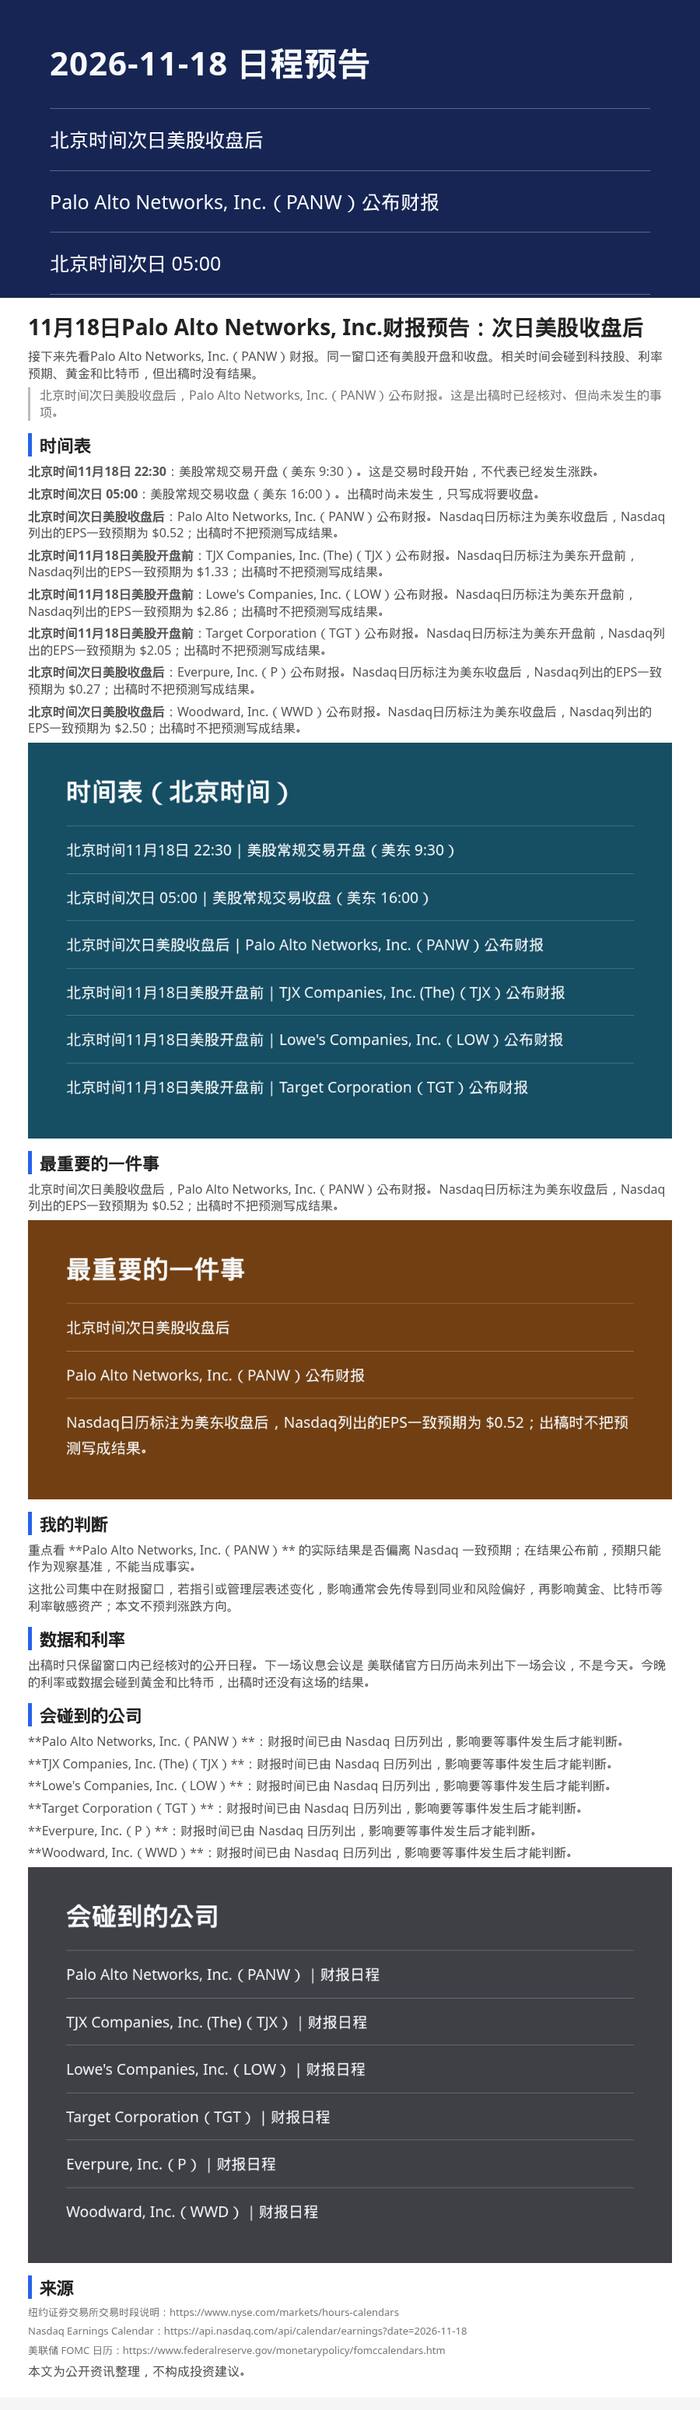 2026-11-18 日程预告
北京时间次日美股收盘后
Palo Alto Networks, Inc.（PANW）公布财报
北京时间次日 05:00
11月18日Palo Alto Networks, Inc.财报预告：次日美股收盘后
接下来先看Palo Alto Networks, Inc.（PANW）财报。同一窗口还有美股开盘和收盘。相关时间会碰到科技股、利率
预期、黄金和比特币，但出稿时没有结果。
北京时间次日美股收盘后，Palo Alto Networks, Inc.（PANW）公布财报。这是出稿时已经核对、但尚未发生的事
项。
时间表
北京时间11月18日 22:30：美股常规交易开盘（美东 9:30）。这是交易时段开始，不代表已经发生涨跌。
北京时间次日 05:00：美股常规交易收盘（美东 16:00）。出稿时尚未发生，只写成将要收盘。
北京时间次日美股收盘后：Palo Alto Networks, Inc.（PANW）公布财报。Nasdaq日历标注为美东收盘后，Nasdaq
列出的EPS一致预期为 $0.52；出稿时不把预测写成结果。
北京时间11月18日美股开盘前：TJX Companies, Inc. (The)（TJX）公布财报。Nasdaq日历标注为美东开盘前，
Nasdaq列出的EPS一致预期为 $1.33；出稿时不把预测写成结果。
北京时间11月18日美股开盘前：Lowe's Companies, Inc.（LOW）公布财报。Nasdaq日历标注为美东开盘前，
Nasdaq列出的EPS一致预期为 $2.86；出稿时不把预测写成结果。
北京时间11月18日美股开盘前：Target Corporation（TGT）公布财报。Nasdaq日历标注为美东开盘前，Nasdaq列
出的EPS一致预期为 $2.05；出稿时不把预测写成结果。
北京时间次日美股收盘后：Everpure, Inc.（P）公布财报。Nasdaq日历标注为美东收盘后，Nasdaq列出的EPS一致
预期为 $0.27；出稿时不把预测写成结果。
北京时间次日美股收盘后：Woodward, Inc.（WWD）公布财报。Nasdaq日历标注为美东收盘后，Nasdaq列出的
EPS一致预期为 $2.50；出稿时不把预测写成结果。
时间表（北京时间）
北京时间11月18日 22:30 | 美股常规交易开盘（美东 9:30）
北京时间次日 05:00 | 美股常规交易收盘（美东 16:00）
北京时间次日美股收盘后 | Palo Alto Networks, Inc.（PANW）公布财报
北京时间11月18日美股开盘前 | TJX Companies, Inc. (The)（TJX）公布财报
北京时间11月18日美股开盘前 | Lowe's Companies, Inc.（LOW）公布财报
北京时间11月18日美股开盘前 | Target Corporation（TGT）公布财报
最重要的一件事
北京时间次日美股收盘后，Palo Alto Networks, Inc.（PANW）公布财报。Nasdaq日历标注为美东收盘后，Nasdaq
列出的EPS一致预期为 $0.52；出稿时不把预测写成结果。
最重要的一件事
北京时间次日美股收盘后
Palo Alto Networks, Inc.（PANW）公布财报
Nasdaq日历标注为美东收盘后，Nasdaq列出的EPS一致预期为 $0.52；出稿时不把预
测写成结果。
我的判断
重点看 **Palo Alto Networks, Inc.（PANW）** 的实际结果是否偏离 Nasdaq 一致预期；在结果公布前，预期只能
作为观察基准，不能当成事实。
这批公司集中在财报窗口，若指引或管理层表述变化，影响通常会先传导到同业和风险偏好，再影响黄金、比特币等
利率敏感资产；本文不预判涨跌方向。
数据和利率
出稿时只保留窗口内已经核对的公开日程。下一场议息会议是 美联储官方日历尚未列出下一场会议，不是今天。今晚
的利率或数据会碰到黄金和比特币，出稿时还没有这场的结果。
会碰到的公司
**Palo Alto Networks, Inc.（PANW）**：财报时间已由 Nasdaq 日历列出，影响要等事件发生后才能判断。
**TJX Companies, Inc. (The)（TJX）**：财报时间已由 Nasdaq 日历列出，影响要等事件发生后才能判断。
**Lowe's Companies, Inc.（LOW）**：财报时间已由 Nasdaq 日历列出，影响要等事件发生后才能判断。
**Target Corporation（TGT）**：财报时间已由 Nasdaq 日历列出，影响要等事件发生后才能判断。
**Everpure, Inc.（P）**：财报时间已由 Nasdaq 日历列出，影响要等事件发生后才能判断。
**Woodward, Inc.（WWD）**：财报时间已由 Nasdaq 日历列出，影响要等事件发生后才能判断。
会碰到的公司
Palo Alto Networks, Inc.（PANW）｜财报日程
TJX Companies, Inc. (The)（TJX）｜财报日程
Lowe's Companies, Inc.（LOW）｜财报日程
Target Corporation（TGT）｜财报日程
Everpure, Inc.（P）｜财报日程
Woodward, Inc.（WWD）｜财报日程
来源
纽约证券交易所交易时段说明：https://www.nyse.com/markets/hours-calendars
Nasdaq Earnings Calendar：https://api.nasdaq.com/api/calendar/earnings?date=2026-11-18
美联储 FOMC 日历：https://www.federalreserve.gov/monetarypolicy/fomccalendars.htm
本文为公开资讯整理，不构成投资建议。